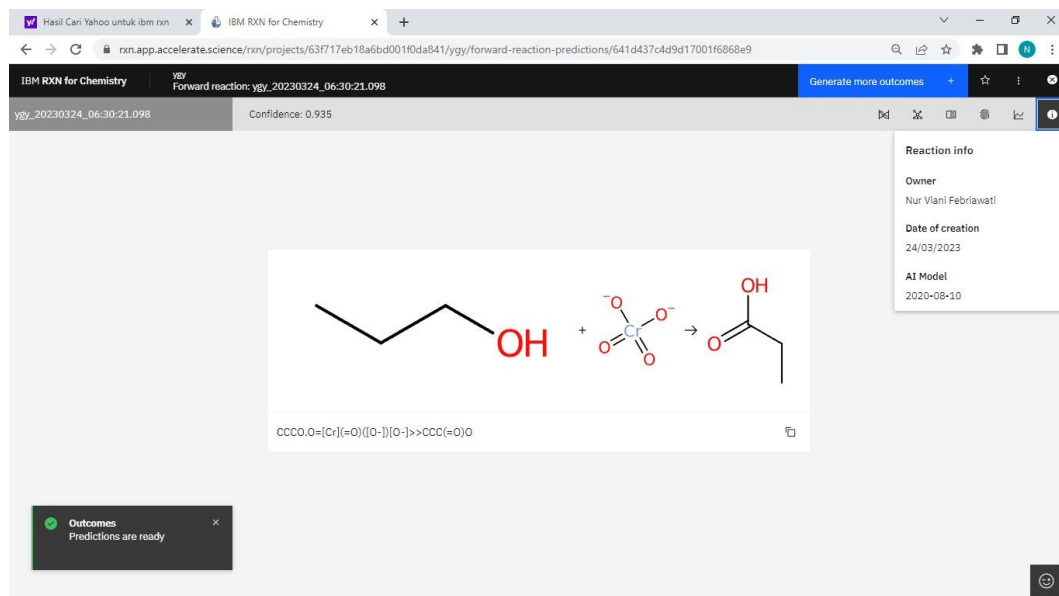 Hasil Cari Yahoo untuk ibm rxn
IBM RXN for Chemistry
rxn.app.accelerate.science/rxn/projects/63f717eb18a6bd001f0da841/ygy/forward-reaction-predictions/641d437c4d9d17001f6868e9
N
IBM RXN for Chemistry
ygy
Forward reaction: ygy_20230324_06:30:21.098
Generate more outcomes +
ygy_20230324_06:30:21.098
Confidence: 0.935
Reaction info
Owner
Nur Viani Febriawati
Date of creation
24/03/2023
AI Model
2020-08-10
OH
+
⁻O
O⁻
Cr
O
O
→
OH
O
CCCO.O=[Cr](=O)([O-])[O-]>>CCC(=O)O
Outcomes
Predictions are ready